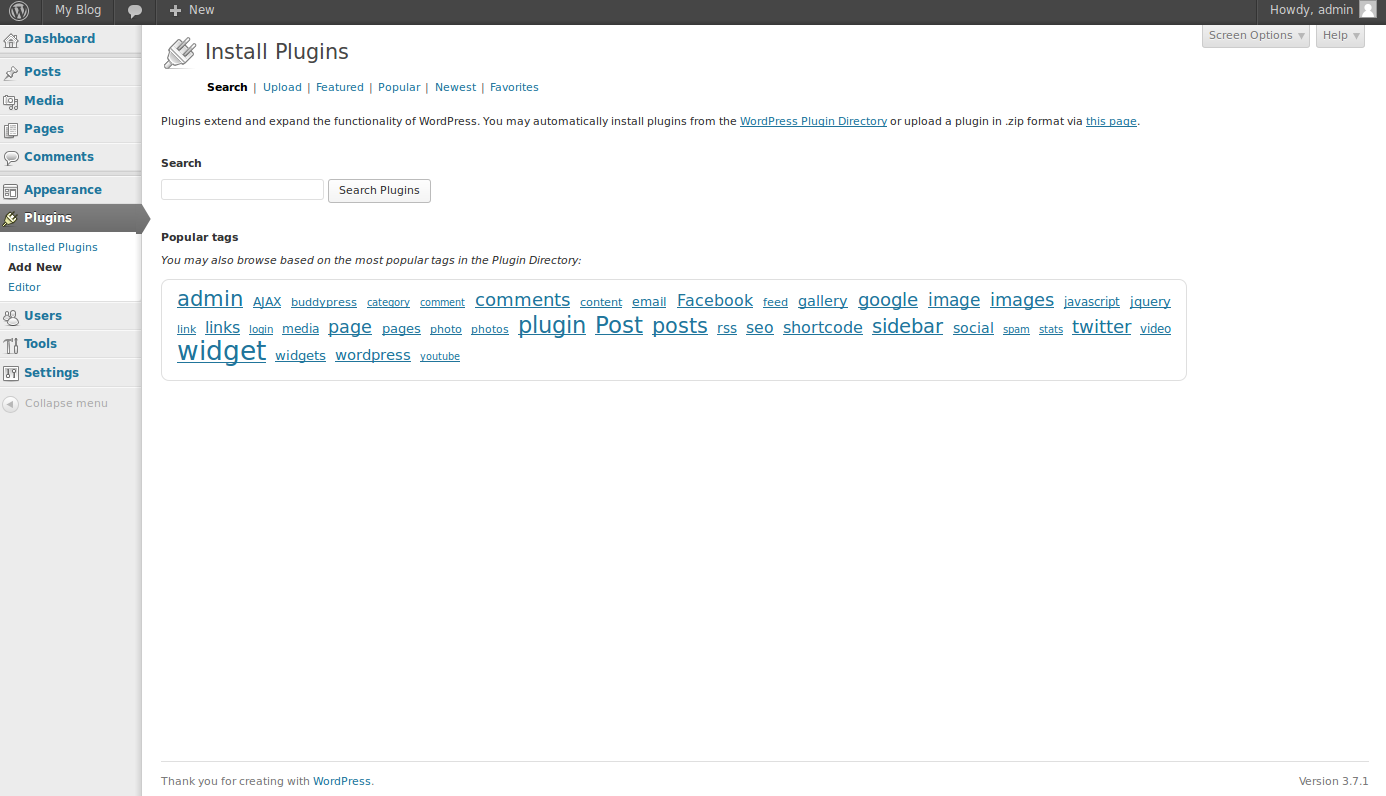 My Blog New Howdy, admin
Screen Options Help
Dashboard
Posts
Media
Pages
Comments
Appearance
Plugins
Installed Plugins
Add New
Editor
Users
Tools
Settings
Collapse menu
Install Plugins
Search | Upload | Featured | Popular | Newest | Favorites
Plugins extend and expand the functionality of WordPress. You may automatically install plugins from the WordPress Plugin Directory or upload a plugin in .zip format via this page.
Search
Search Plugins
Popular tags
You may also browse based on the most popular tags in the Plugin Directory:
admin AJAX buddypress category comment comments content email Facebook feed gallery google image images javascript jquery
link links login media page pages photo photos plugin Post posts rss seo shortcode sidebar social spam stats twitter video
widget widgets wordpress youtube
Thank you for creating with WordPress. Version 3.7.1